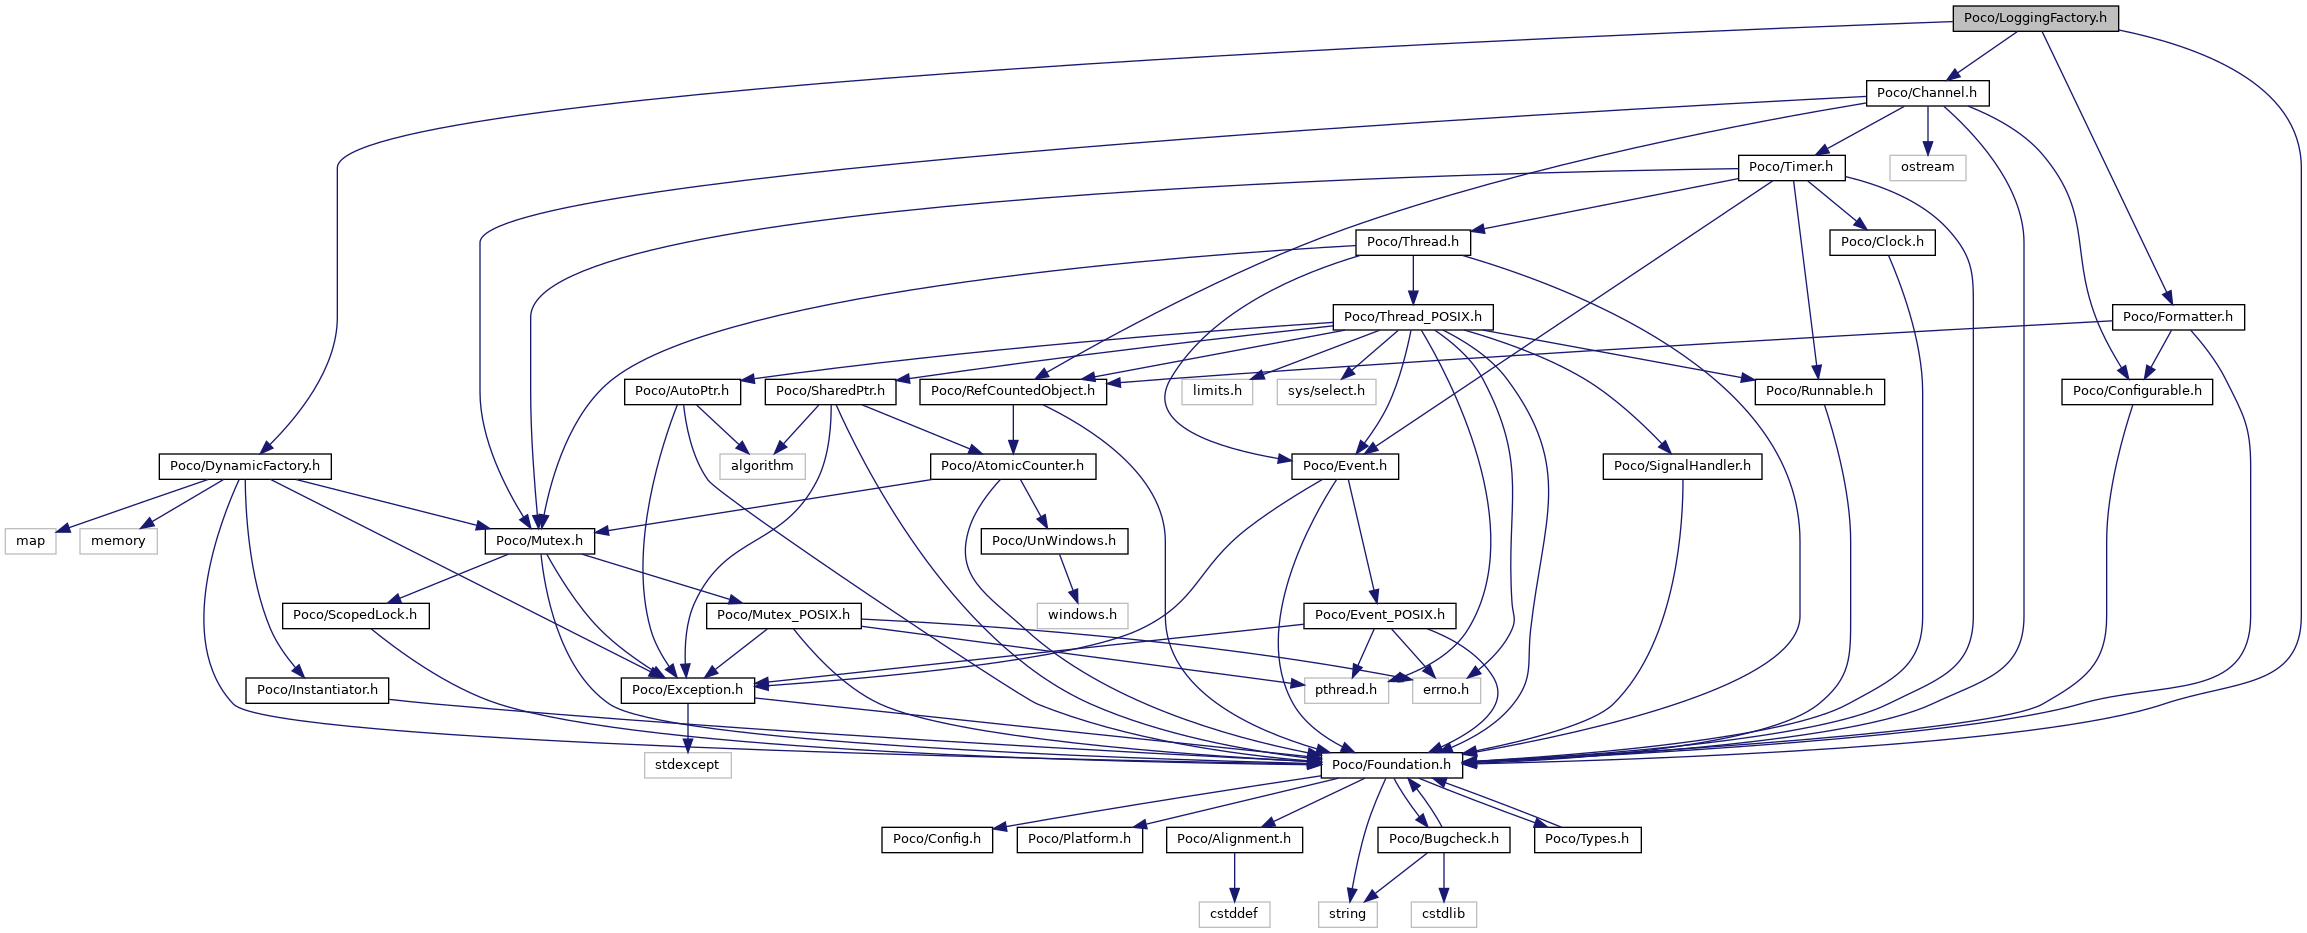 Poco/LoggingFactory.h
Poco/Channel.h
Poco/Timer.h
ostream
Poco/Thread.h
Poco/Clock.h
Poco/Thread_POSIX.h
Poco/Formatter.h
Poco/AutoPtr.h
Poco/SharedPtr.h
Poco/RefCountedObject.h
limits.h
sys/select.h
Poco/Runnable.h
Poco/Configurable.h
Poco/DynamicFactory.h
algorithm
Poco/AtomicCounter.h
Poco/Event.h
Poco/SignalHandler.h
map
memory
Poco/Mutex.h
Poco/UnWindows.h
Poco/ScopedLock.h
Poco/Mutex_POSIX.h
windows.h
Poco/Event_POSIX.h
Poco/Instantiator.h
Poco/Exception.h
pthread.h
errno.h
stdexcept
Poco/Foundation.h
Poco/Config.h
Poco/Platform.h
Poco/Alignment.h
Poco/Bugcheck.h
Poco/Types.h
cstddef
string
cstdlib